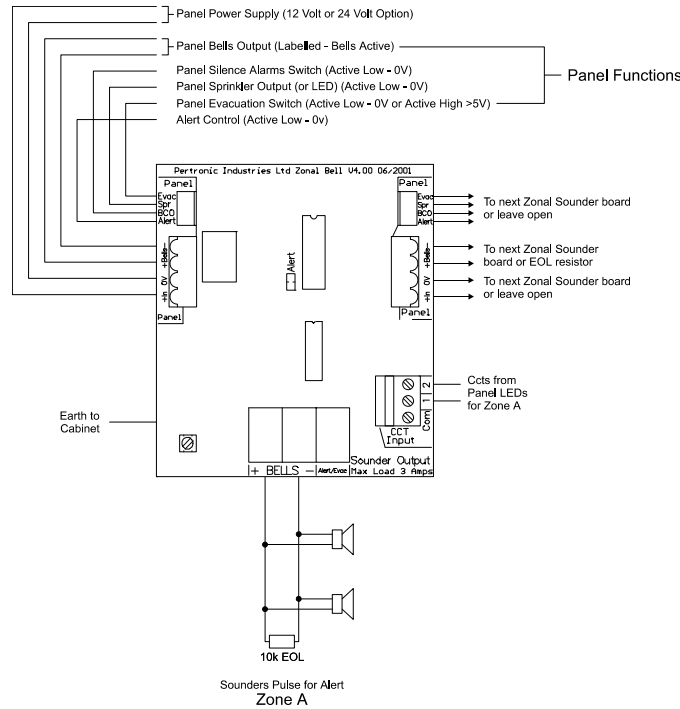 Panel Power Supply (12 Volt or 24 Volt Option)
Panel Bells Output (Labelled - Bells Active)
Panel Functions
Panel Silence Alarms Switch (Active Low - 0V)
Panel Sprinkler Output (or LED) (Active Low - 0V)
Panel Evacuation Switch (Active Low - 0V or Active High >5V)
Alert Control (Active Low - 0v)
Pertronic Industries Ltd Zonal Bell V4.00 06/2001
Panel
Panel
Evac
Spr
BCO
Alert
Evac
Spr
BCO
Alert
To next Zonal Sounder board
or leave open
+Bells-
0V
+In
Panel
Alert
+Bells-
0V
+In
Panel
To next Zonal Sounder
board or EOL resistor
To next Zonal Sounder board
or leave open
Earth to
Cabinet
Com 1 2
CCT
Input
Ccts from
Panel LEDs
for Zone A
+ BELLS -
Alert/Evac
Sounder Output
Max Load 3 Amps
10k EOL
Sounders Pulse for Alert
Zone A